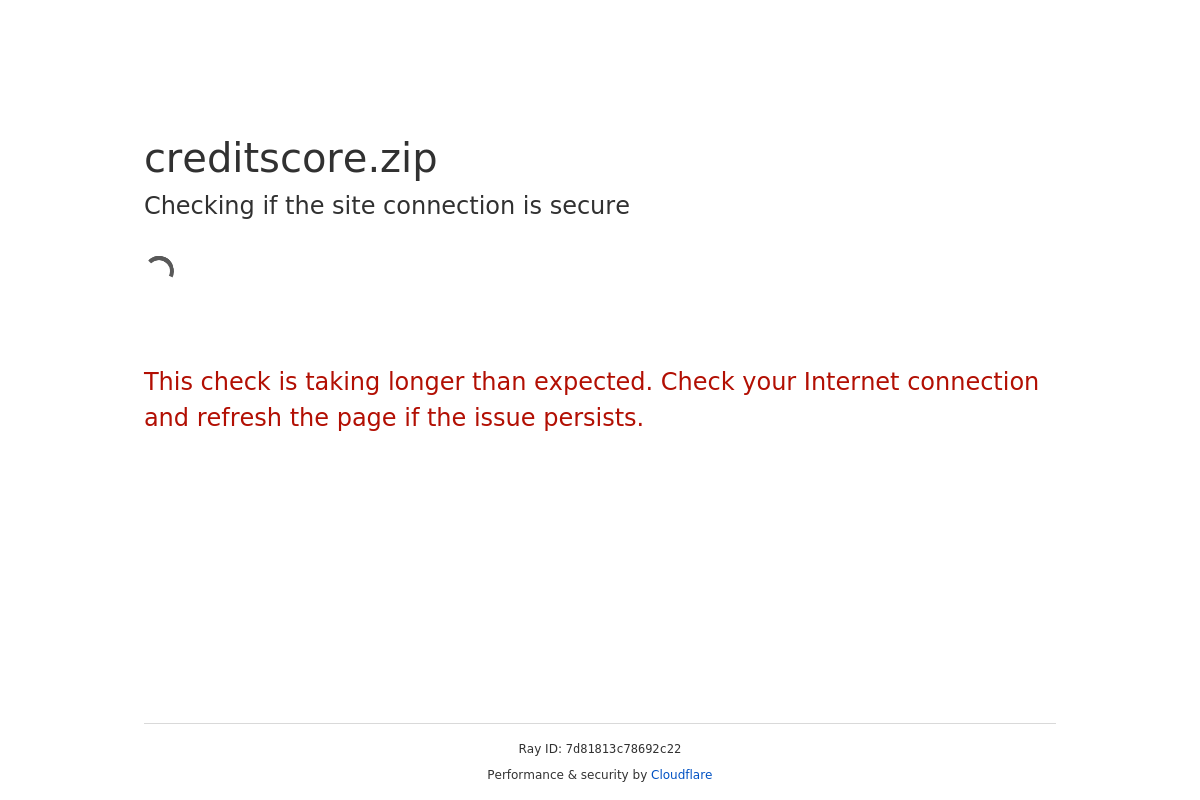 creditscore.zip
Checking if the site connection is secure
This check is taking longer than expected. Check your Internet connection
and refresh the page if the issue persists.
Ray ID: 7d81813c78692c22
Performance & security by Cloudflare